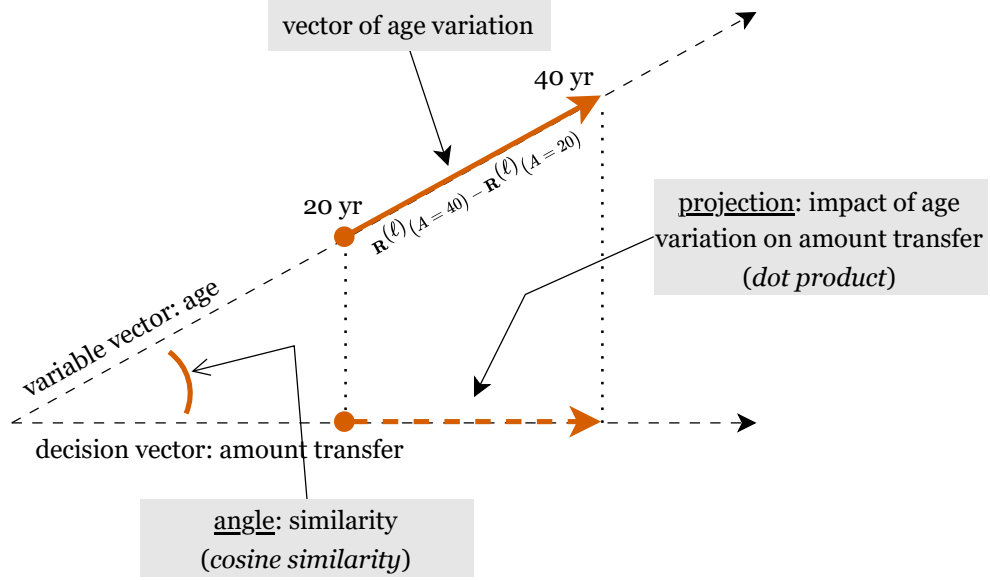 vector of age variation
40 yr
20 yr
𝐑^(ℓ)(A = 40) − 𝐑^(ℓ)(A = 20)
projection: impact of age
variation on amount transfer
(dot product)
variable vector: age
decision vector: amount transfer
angle: similarity
(cosine similarity)